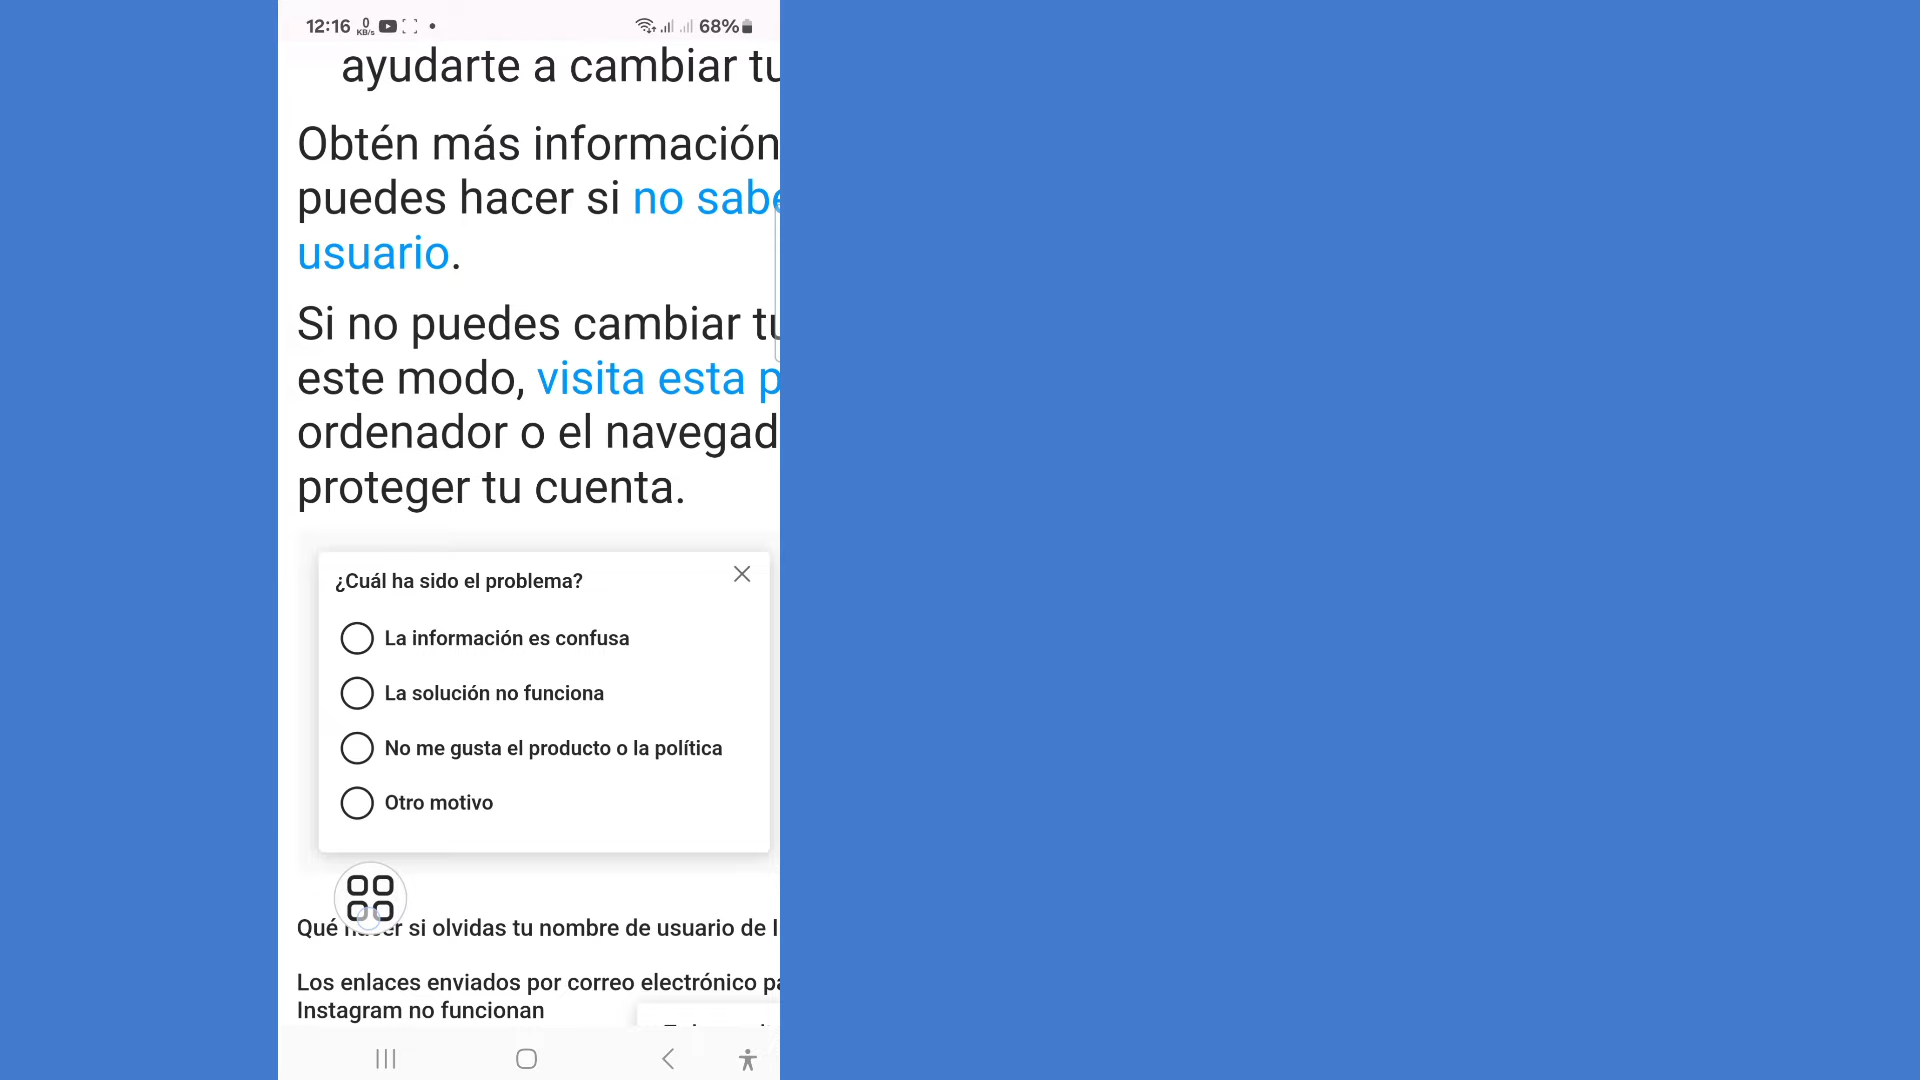 12:16 0 KB/s 68%
ayudarte a cambiar tu
Obtén más información
puedes hacer si no sabe
usuario.
Si no puedes cambiar tu
este modo, visita esta p
ordenador o el navegad
proteger tu cuenta.
¿Cuál ha sido el problema?
La información es confusa
La solución no funciona
No me gusta el producto o la política
Otro motivo
Qué hacer si olvidas tu nombre de usuario de I
Los enlaces enviados por correo electrónico pa
Instagram no funcionan